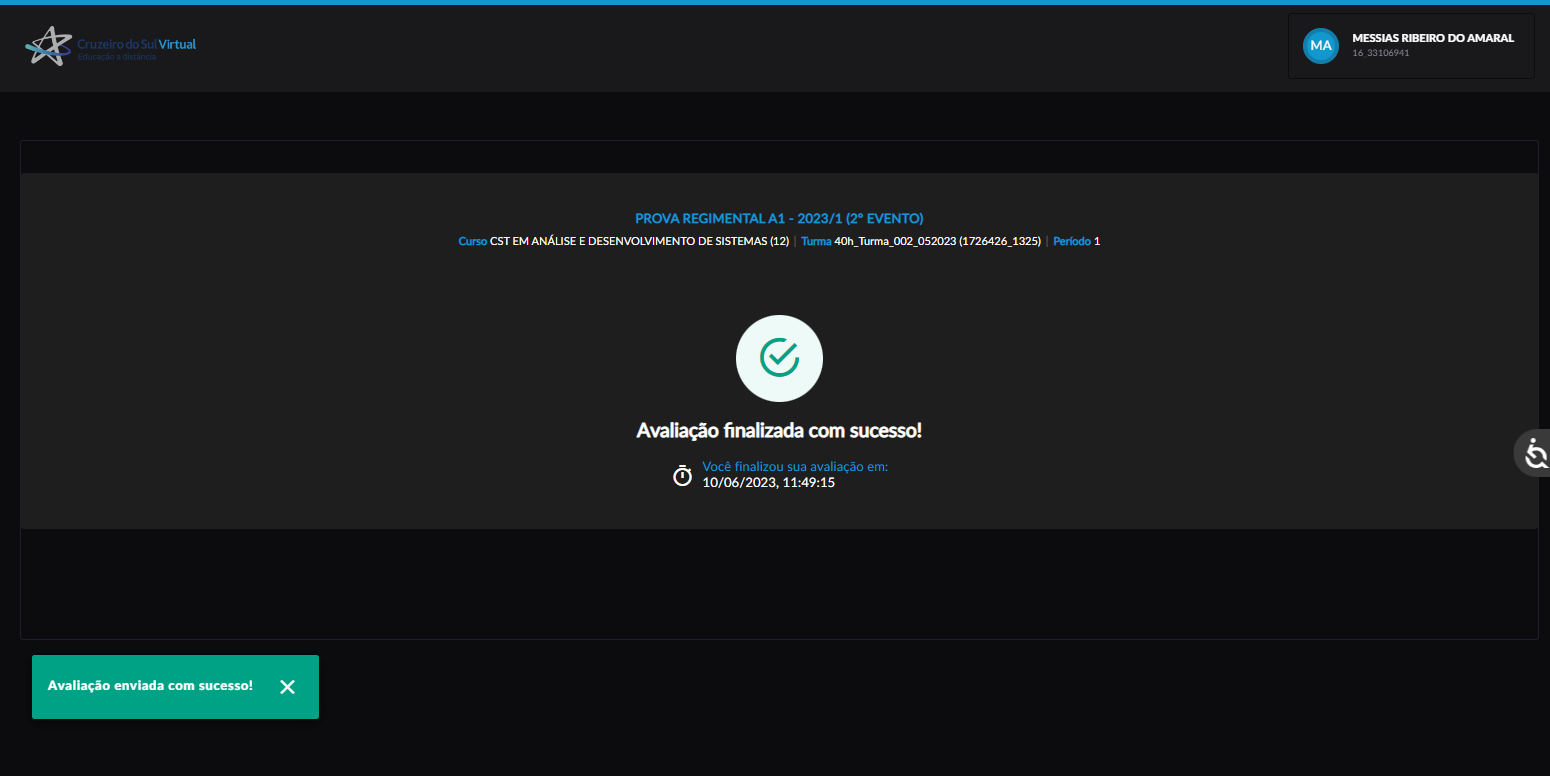 Cruzeiro do Sul Virtual
Educação a distância
MA
MESSIAS RIBEIRO DO AMARAL
16_33106941
PROVA REGIMENTAL A1 - 2023/1 (2º EVENTO)
Curso CST EM ANÁLISE E DESENVOLVIMENTO DE SISTEMAS (12) | Turma 40h_Turma_002_052023 (1726426_1325) | Período 1
Avaliação finalizada com sucesso!
Você finalizou sua avaliação em:
10/06/2023, 11:49:15
Avaliação enviada com sucesso!